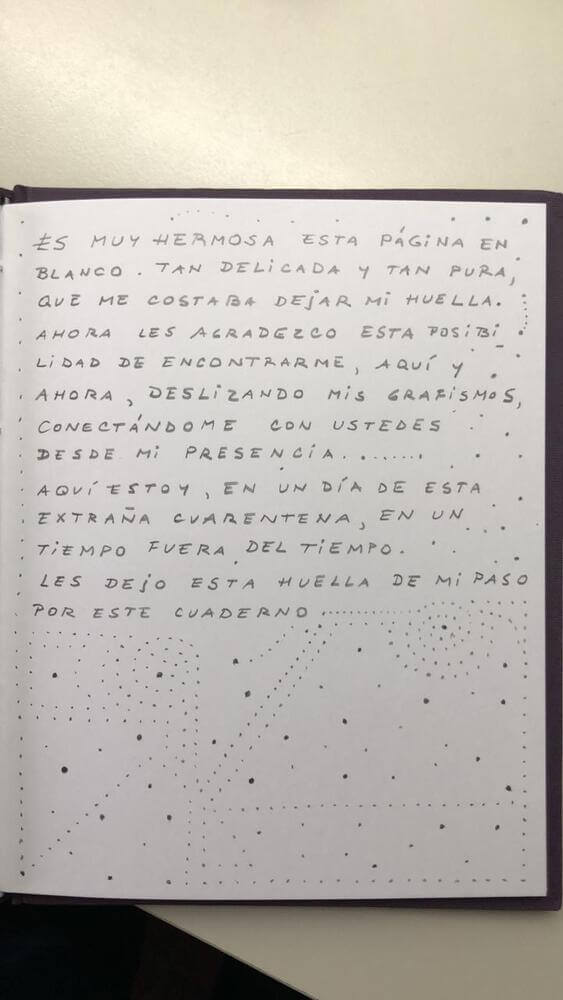 ES MUY HERMOSA ESTA PÁGINA EN
BLANCO. TAN DELICADA Y TAN PURA,
QUE ME COSTABA DEJAR MI HUELLA.
AHORA LES AGRADEZCO ESTA POSIBI_
LIDAD DE ENCONTRARME, AQUÍ Y
AHORA, DESLIZANDO MIS GRAFISMOS,
CONECTÁNDOME CON USTEDES
DESDE MI PRESENCIA........
AQUÍ ESTOY, EN UN DÍA DE ESTA
EXTRAÑA CUARENTENA, EN UN
TIEMPO FUERA DEL TIEMPO.
LES DEJO ESTA HUELLA DE MI PASO
POR ESTE CUADERNO..............